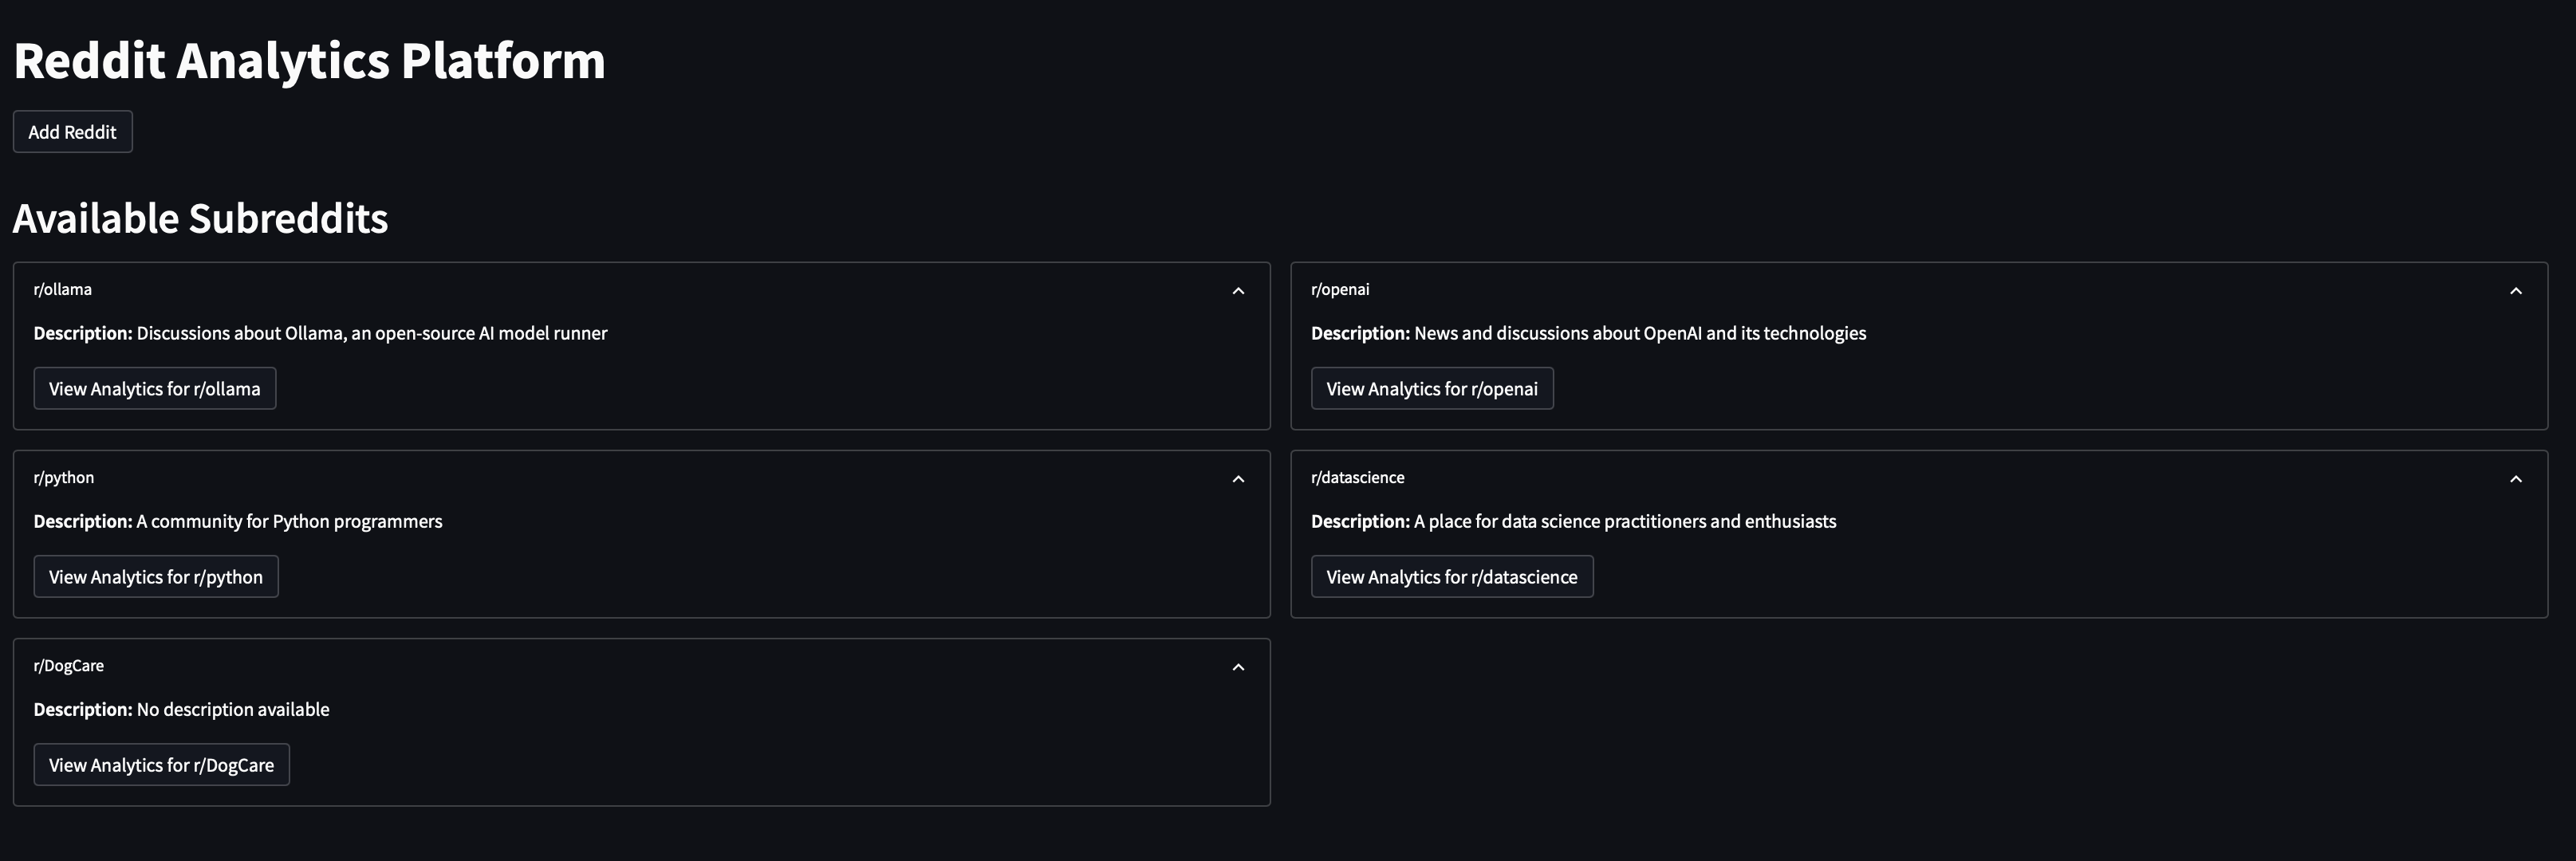 Reddit Analytics Platform
Add Reddit
Available Subreddits
r/ollama
Description: Discussions about Ollama, an open-source AI model runner
View Analytics for r/ollama
r/openai
Description: News and discussions about OpenAI and its technologies
View Analytics for r/openai
r/python
Description: A community for Python programmers
View Analytics for r/python
r/datascience
Description: A place for data science practitioners and enthusiasts
View Analytics for r/datascience
r/DogCare
Description: No description available
View Analytics for r/DogCare